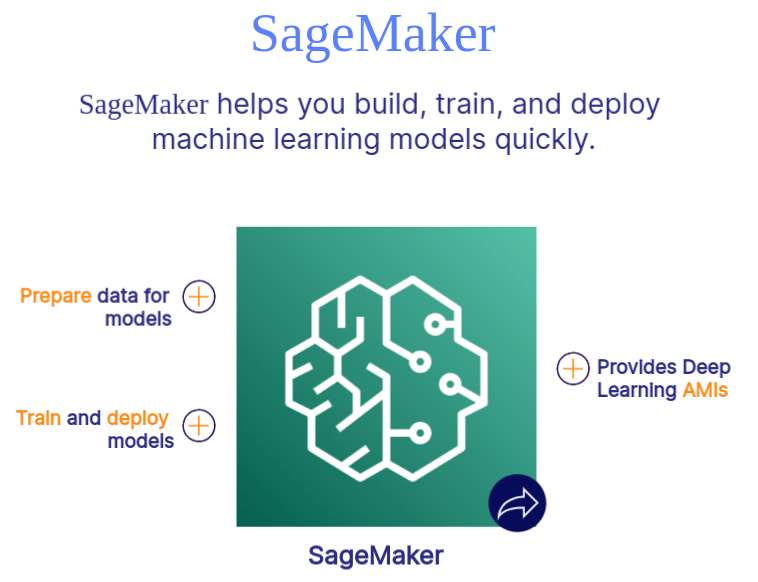 SageMaker
SageMaker helps you build, train, and deploy
machine learning models quickly.
Prepare data for
models
Train and deploy
models
Provides Deep
Learning AMIs
SageMaker